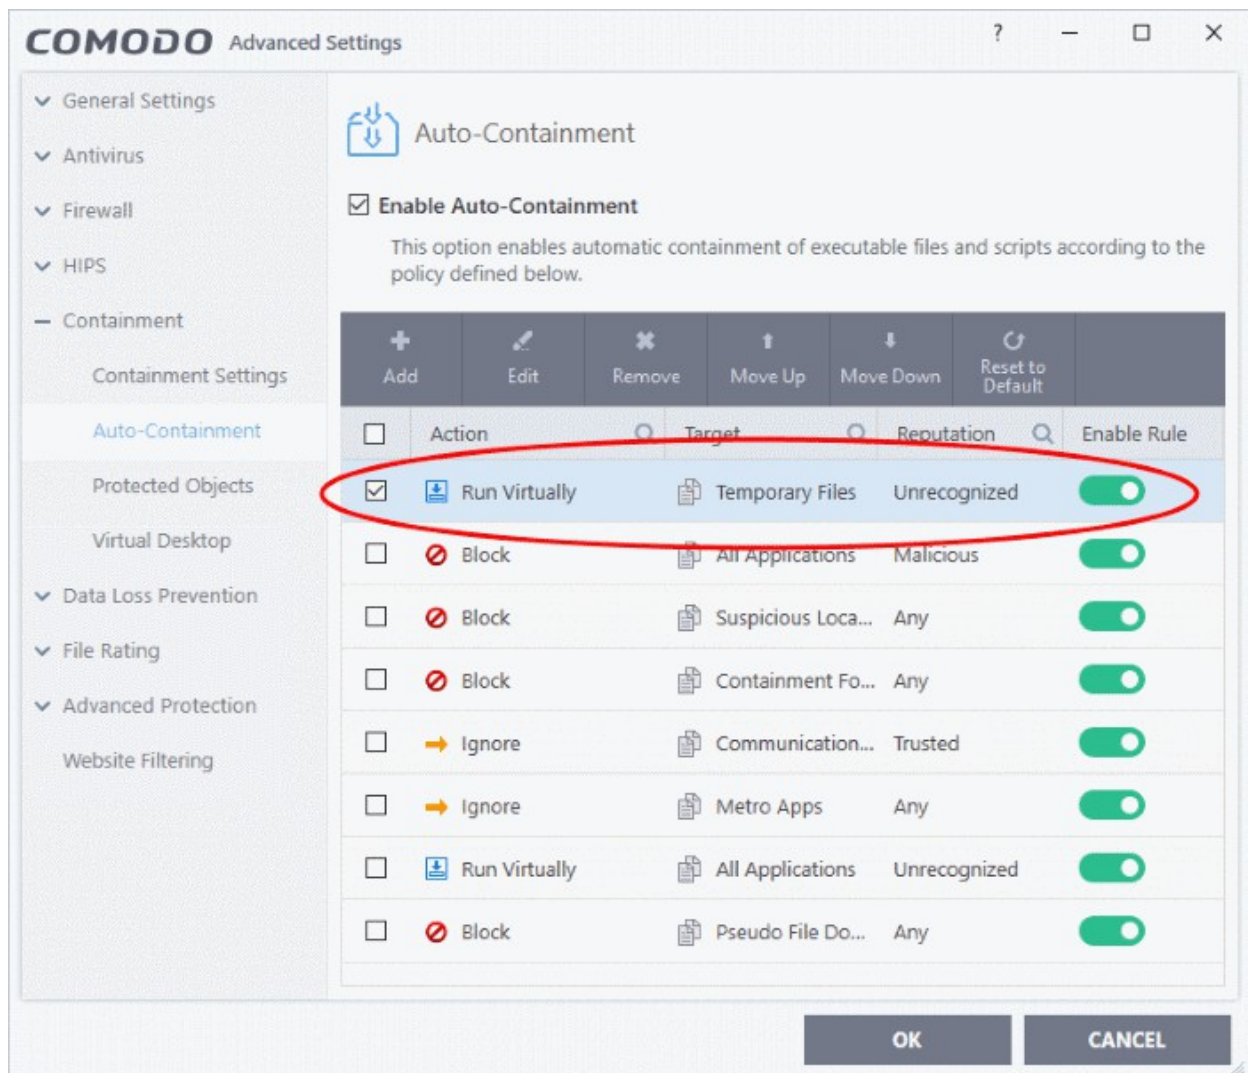 COMODO Advanced Settings ?
General Settings
Antivirus
Firewall
HIPS
Containment
Containment Settings
Auto-Containment
Protected Objects
Virtual Desktop
Data Loss Prevention
File Rating
Advanced Protection
Website Filtering
Auto-Containment
Enable Auto-Containment
This option enables automatic containment of executable files and scripts according to the
policy defined below.
Add Edit Remove Move Up Move Down Reset to
Default
Action Target Reputation Enable Rule
Run Virtually Temporary Files Unrecognized
Block All Applications Malicious
Block Suspicious Loca... Any
Block Containment Fo... Any
Ignore Communication... Trusted
Ignore Metro Apps Any
Run Virtually All Applications Unrecognized
Block Pseudo File Do... Any
OK CANCEL